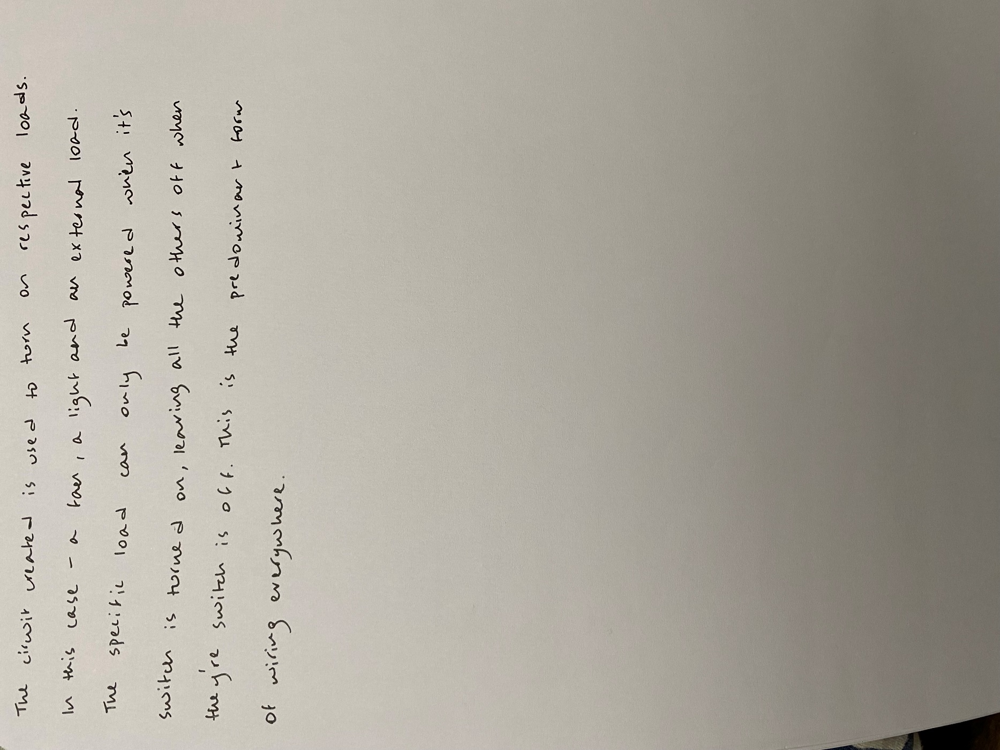 The circuit created is used to turn on respective loads.
In this case - a fan, a light and an external load.
The specific load can only be powered when it's
switch is turned on, leaving all the others off when
they're switch is off. This is the predominant form
of wiring everywhere.